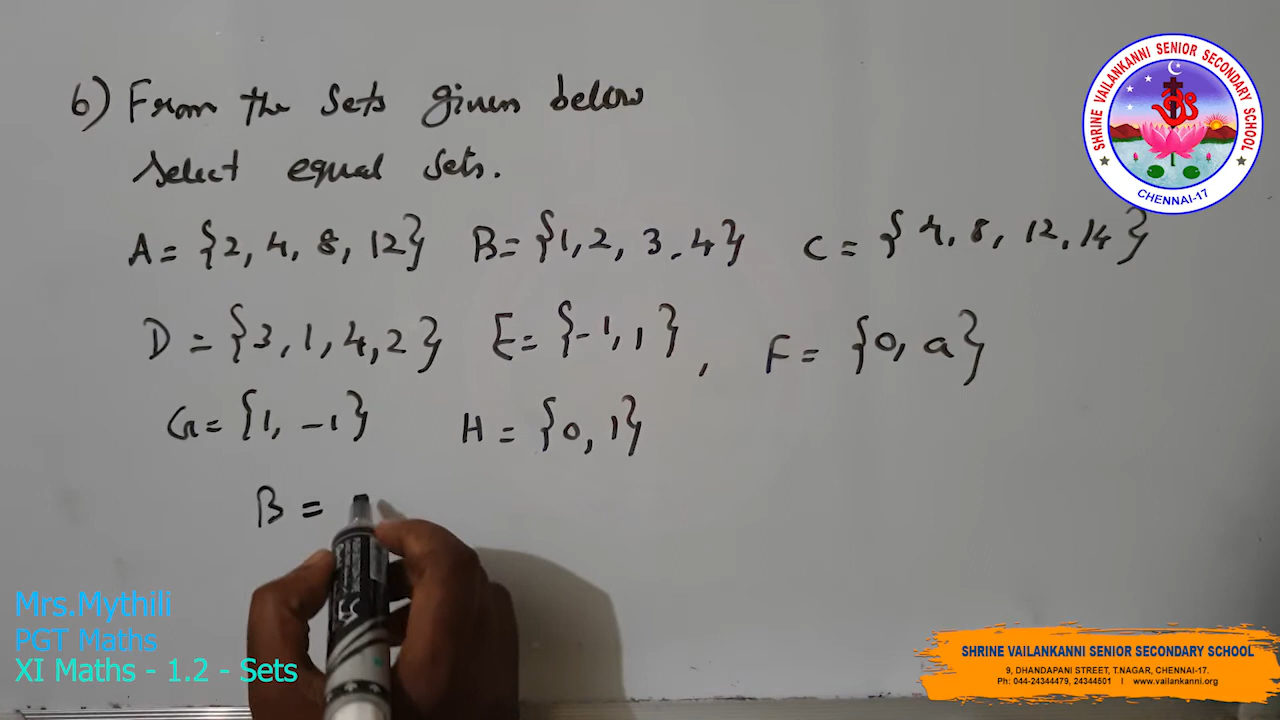 6) From the sets given below
select equal sets.
A = {2, 4, 8, 12} B = {1, 2, 3, 4} C = {4, 8, 12, 14}
D = {3, 1, 4, 2} E = {-1, 1}, F = {0, a}
G = {1, -1} H = {0, 1}
B =
SHRINE VAILANKANNI SENIOR SECONDARY SCHOOL
CHENNAI-17
Mrs.Mythili
PGT Maths
XI Maths - 1.2 - Sets
SHRINE VAILANKANNI SENIOR SECONDARY SCHOOL
9, DHANDAPANI STREET, T.NAGAR, CHENNAI-17.
Ph: 044-24344479, 24344501 I www.vailankanni.org